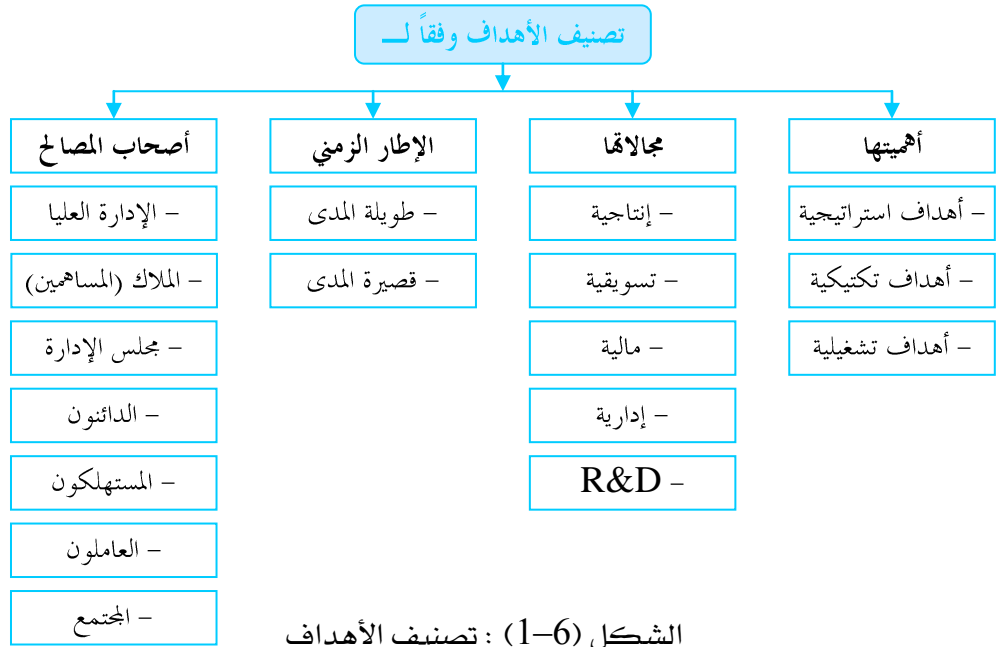 تصنيف الأهداف وفقاً لـــ
أهميتها
– أهداف استراتيجية
– أهداف تكتيكية
– أهداف تشغيلية
مجالاتها
– إنتاجية
– تسويقية
– مالية
– إدارية
– R&D
الإطار الزمني
– طويلة المدى
– قصيرة المدى
أصحاب المصالح
– الإدارة العليا
– الملاك (المساهمين)
– مجلس الإدارة
– الدائنون
– المستهلكون
– العاملون
– المجتمع
الشكل (6–1) : تصنيف الأهداف